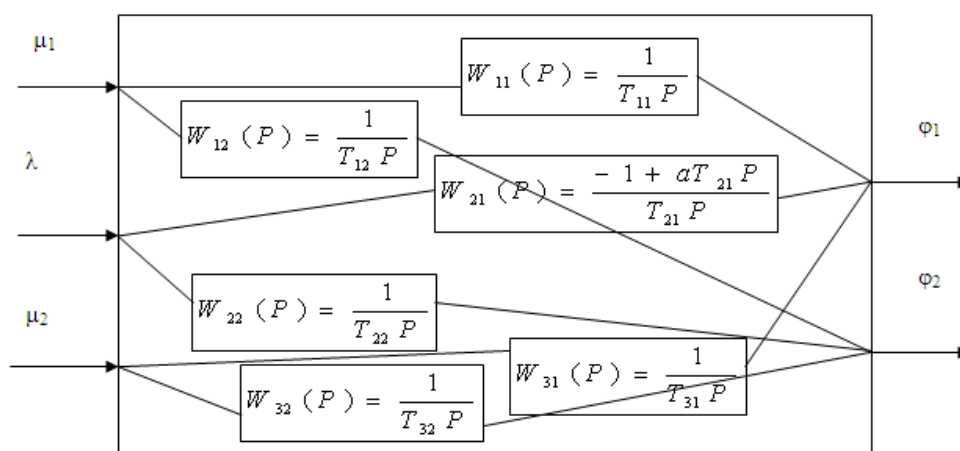 μ1
W11(P) = 1/(T11 P)
W12(P) = 1/(T12 P)
φ1
λ
W21(P) = (-1 + aT21 P)/(T21 P)
φ2
W22(P) = 1/(T22 P)
μ2
W31(P) = 1/(T31 P)
W32(P) = 1/(T32 P)